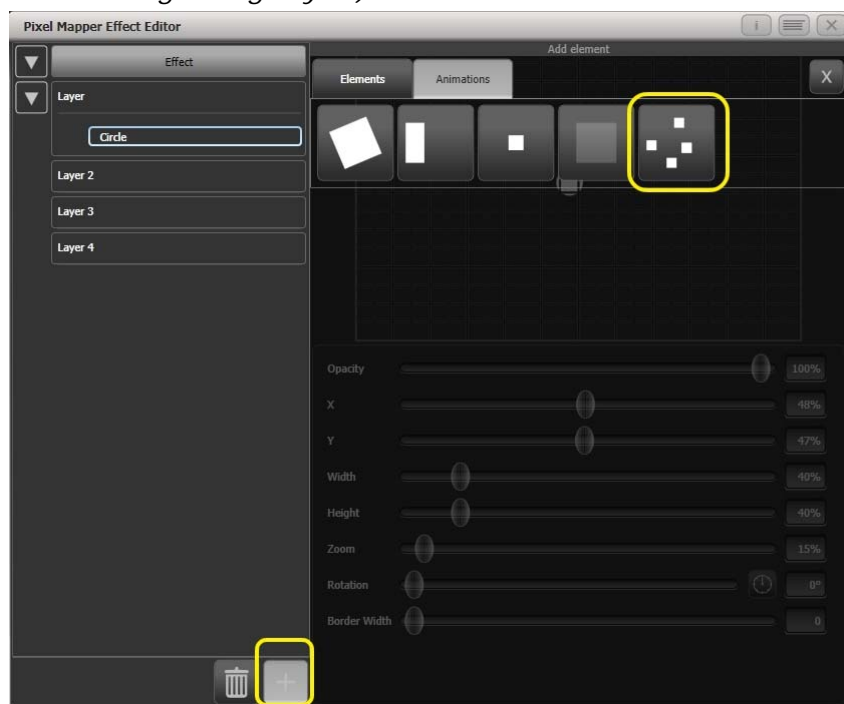 Pixel Mapper Effect Editor
Add element
Effect
Elements
Animations
X
Layer
Circle
Layer 2
Layer 3
Layer 4
Opacity 100%
X 48%
Y 47%
Width 40%
Height 40%
Zoom 15%
Rotation 0°
Border Width 0